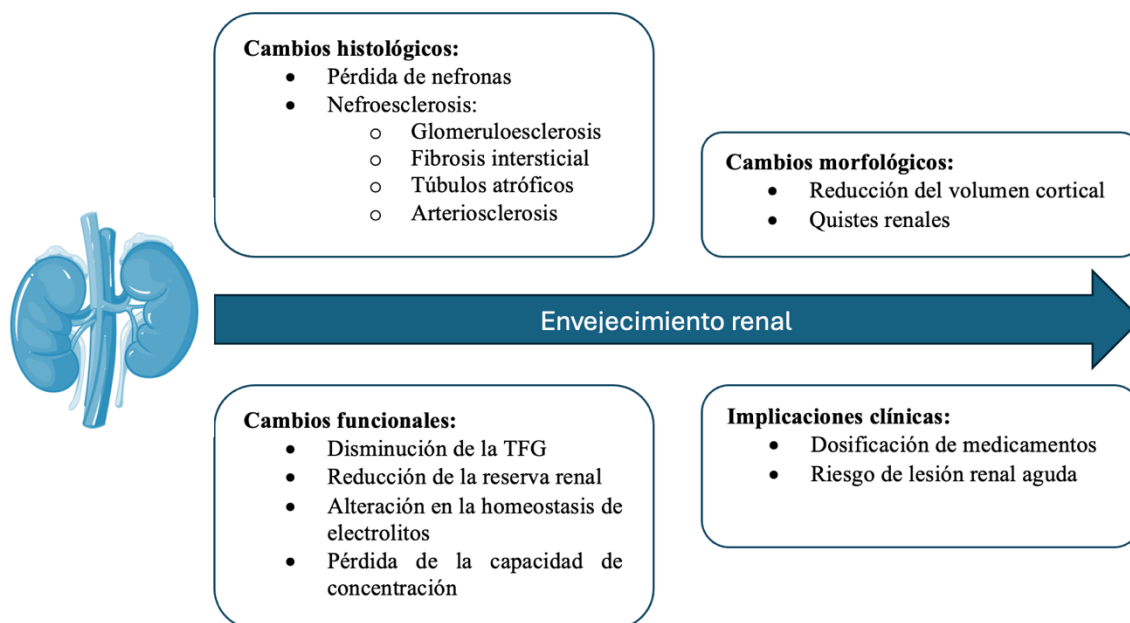 Cambios histológicos:
• Pérdida de nefronas
• Nefroesclerosis:
o Glomeruloesclerosis
o Fibrosis intersticial
o Túbulos atróficos
o Arteriosclerosis
Cambios morfológicos:
• Reducción del volumen cortical
• Quistes renales
Envejecimiento renal
Cambios funcionales:
• Disminución de la TFG
• Reducción de la reserva renal
• Alteración en la homeostasis de
electrolitos
• Pérdida de la capacidad de
concentración
Implicaciones clínicas:
• Dosificación de medicamentos
• Riesgo de lesión renal aguda